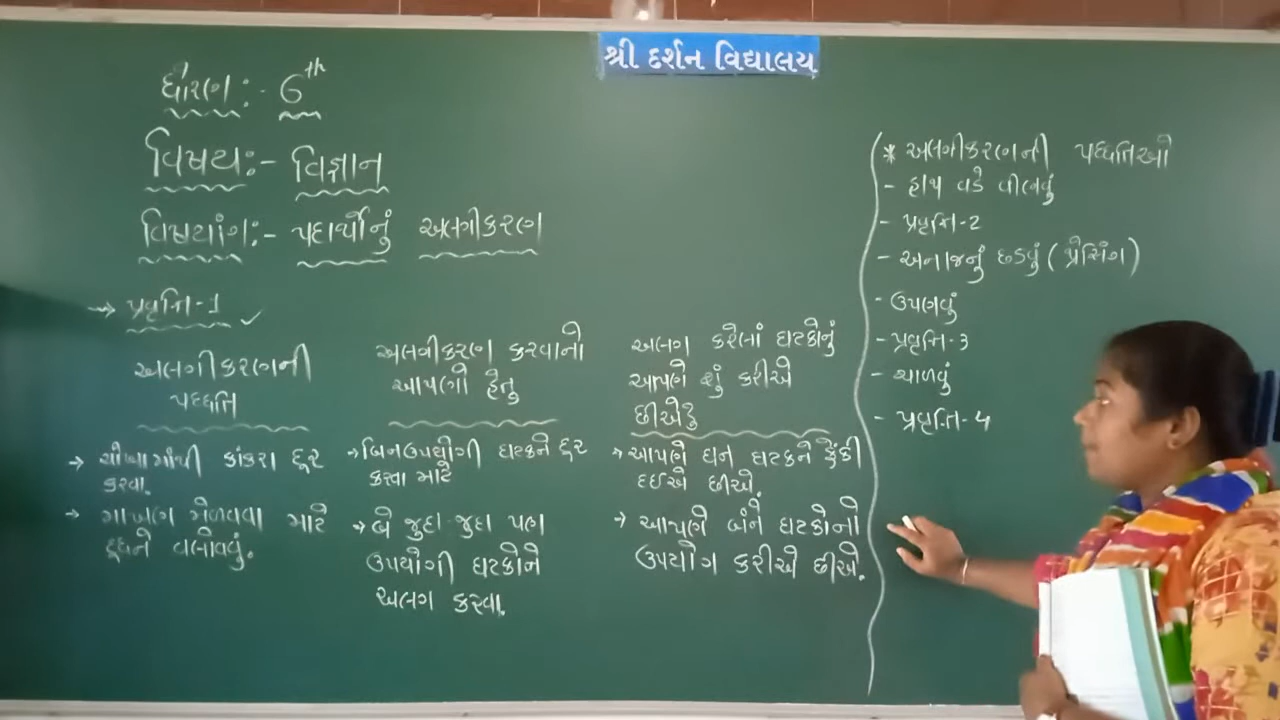 શ્રી દર્શન વિદ્યાલય
ધોરણ:- 6th
વિષય:- વિજ્ઞાન
વિષયાંગ:- પદાર્થોનું અલગીકરણ
→ પ્રવૃત્તિ-1 ✓
અલગીકરણની
પદ્ધતિ
→ ચોખામાંથી કાંકરા દૂર
કરવા.
→ માખણ મેળવવા માટે
દૂધને વલોવવું.
અલગીકરણ કરવાનો
આપણો હેતુ
→ બિનઉપયોગી ઘટકને દૂર
કરવા માટે
→ બે જુદા-જુદા પણ
ઉપયોગી ઘટકોને
અલગ કરવા.
અલગ કરેલાં ઘટકોનું
આપણે શું કરીએ
છીએ?
→ આપણે ઘન ઘટકને ફેંકી
દઈએ છીએ.
→ આપણે બંને ઘટકોનો
ઉપયોગ કરીએ છીએ.
* અલગીકરણની પદ્ધતિઓ
- હાથ વડે વીણવું
- પ્રવૃત્તિ-2
- અનાજનું છડવું (થ્રેસિંગ)
- ઉપણવું
- પ્રવૃત્તિ-3
- ચાળવું
- પ્રવૃત્તિ-4